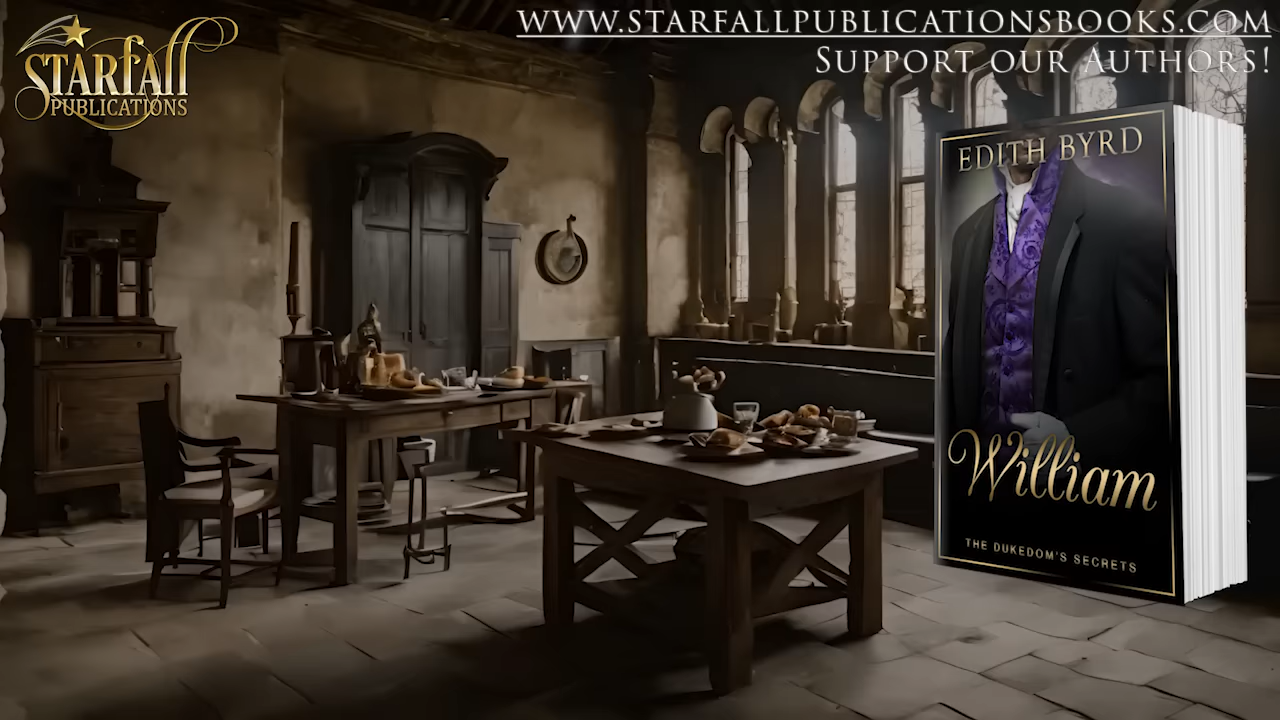 STARfall
PUBLICATIONS
WWW.STARFALLPUBLICATIONSBOOKS.COM
SUPPORT OUR AUTHORS!
EDITH BYRD
William
THE DUKEDOM'S SECRETS